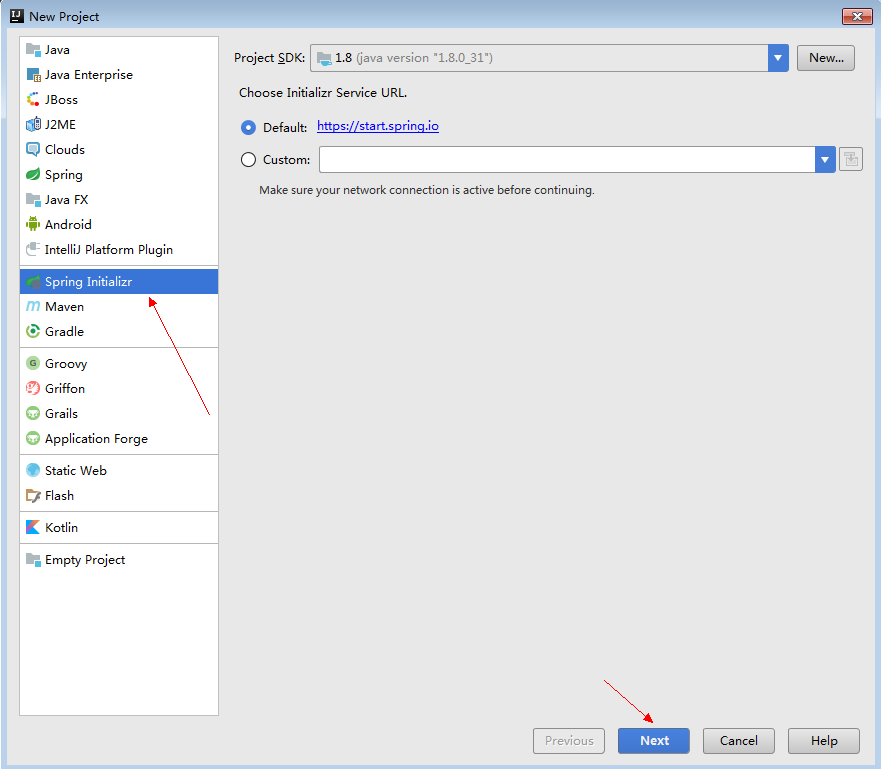 New Project
Java
Java Enterprise
JBoss
J2ME
Clouds
Spring
Java FX
Android
IntelliJ Platform Plugin
Spring Initializr
Maven
Gradle
Groovy
Griffon
Grails
Application Forge
Static Web
Flash
Kotlin
Empty Project
Project SDK: 1.8 (java version "1.8.0_31") New...
Choose Initializr Service URL.
Default: https://start.spring.io
Custom:
Make sure your network connection is active before continuing.
Previous Next Cancel Help